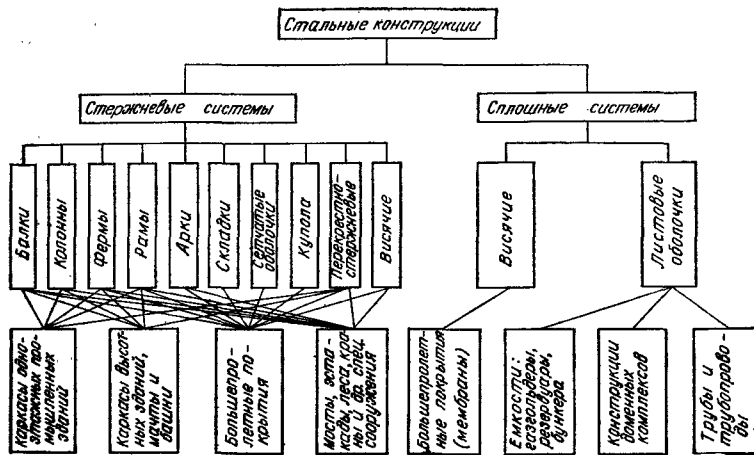 Стальные конструкции
Стержневые системы
Сплошные системы
Балки
Колонны
Фермы
Рамы
Арки
Складки
Сетчатые
оболочки
Купола
Перекрестно-
стержневые
Висячие
Висячие
Листовые
оболочки
Каркасы одно-
этажных про-
мышленных
зданий
Каркасы высот-
ных зданий,
мачты и
башни
Большепро-
летные по-
крытия
Мосты, эста-
кады, леса, кра-
ны и др. спец.
сооружения
Большепролет-
ные покрытия
(мембраны)
Емкости:
газгольдеры,
резервуары,
бункера
Конструкции
доменных
комплексов
Трубы и
трубопрово-
ды